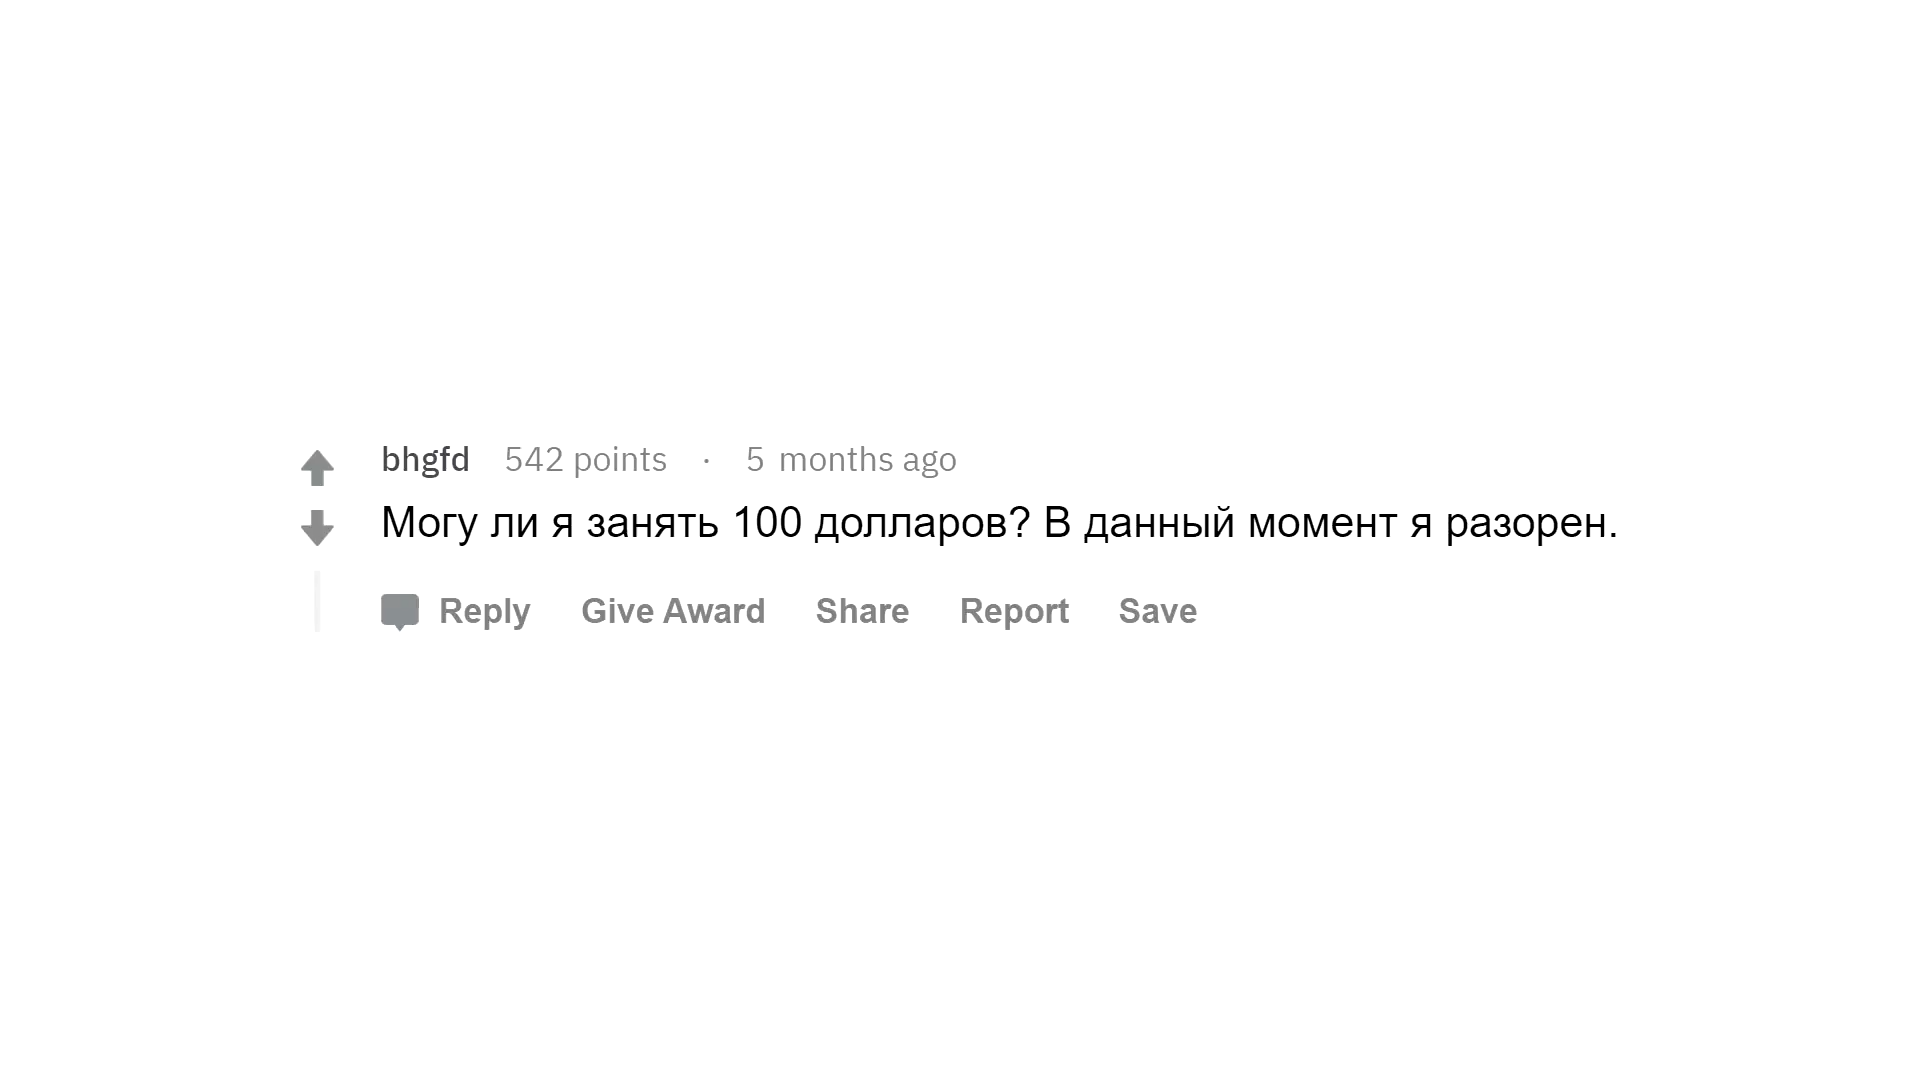 bhgfd 542 points · 5 months ago
Могу ли я занять 100 долларов? В данный момент я разорен.
Reply Give Award Share Report Save